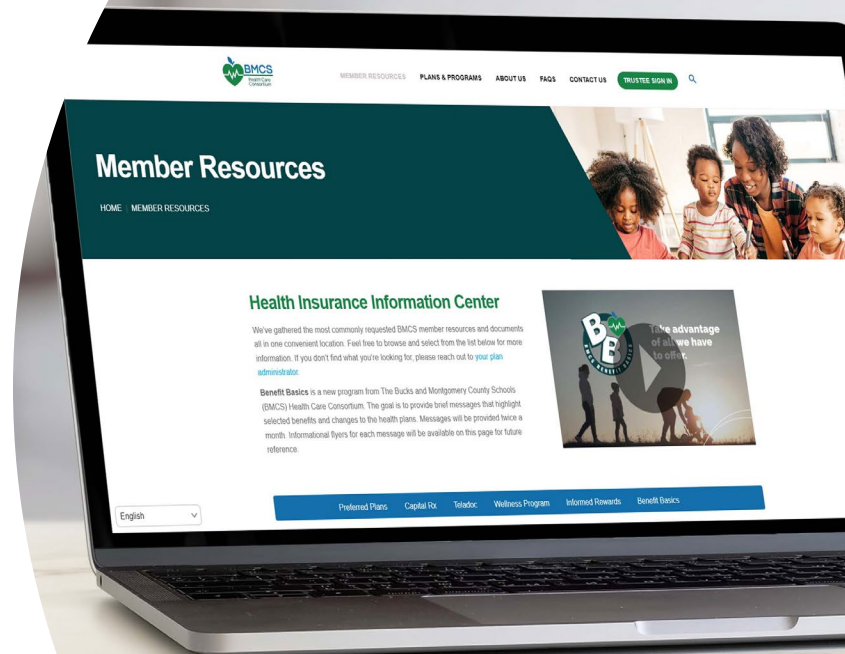 BMCS
Health Care
Consortium
MEMBER RESOURCES PLANS & PROGRAMS ABOUT US FAQS CONTACT US TRUSTEE SIGN IN
Member Resources
HOME | MEMBER RESOURCES
Health Insurance Information Center
We've gathered the most commonly requested BMCS member resources and documents
all in one convenient location. Feel free to browse and select from the list below for more
information. If you don't find what you're looking for, please reach out to your plan
administrator.
Benefit Basics is a new program from The Bucks and Montgomery County Schools
(BMCS) Health Care Consortium. The goal is to provide brief messages that highlight
selected benefits and changes to the health plans. Messages will be provided twice a
month. Informational flyers for each message will be available on this page for future
reference.
BB
BMCS BENEFIT BASICS
Take advantage
of all we have
to offer.
English
Preferred Plans Capital Rx Teladoc Wellness Program Informed Rewards Benefit Basics